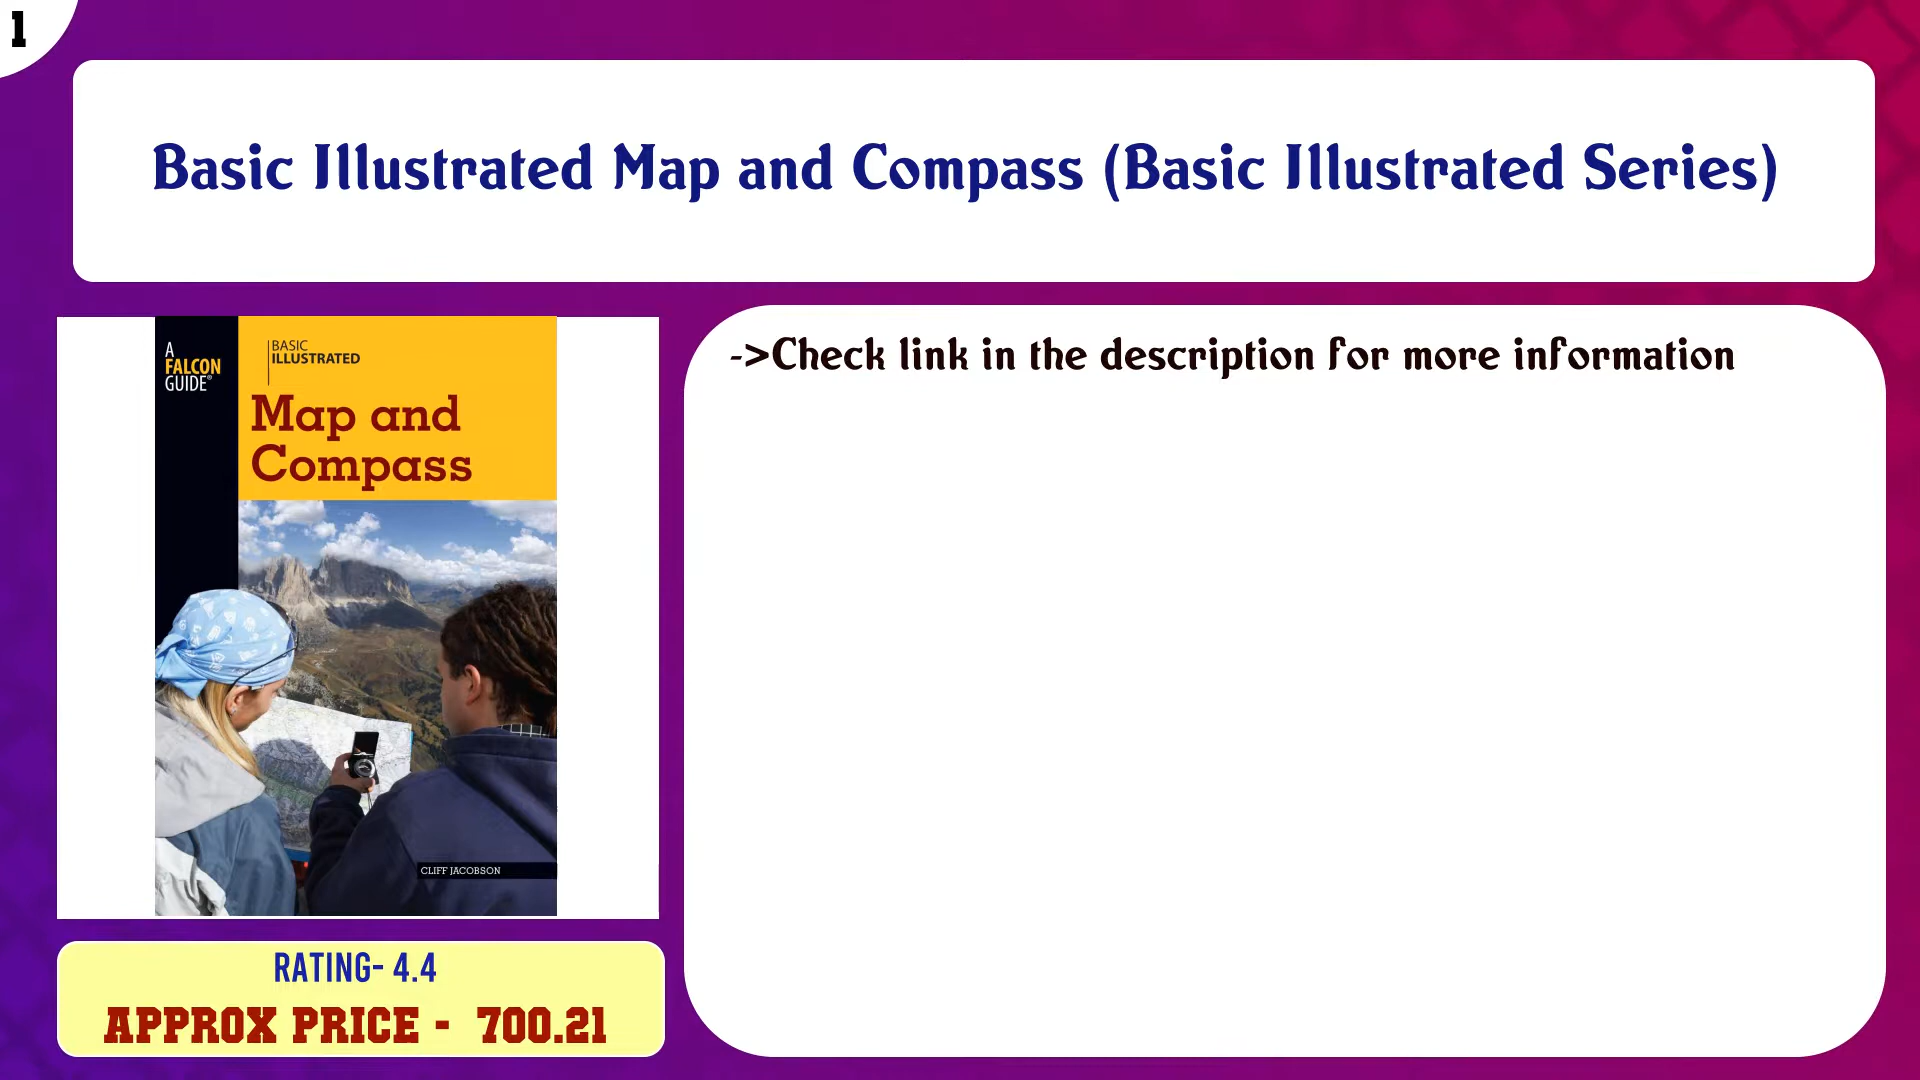 1
Basic Illustrated Map and Compass (Basic Illustrated Series)
A
FALCON
GUIDE®
BASIC
ILLUSTRATED
Map and
Compass
CLIFF JACOBSON
->Check link in the description for more information
RATING- 4.4
APPROX PRICE - 700.21